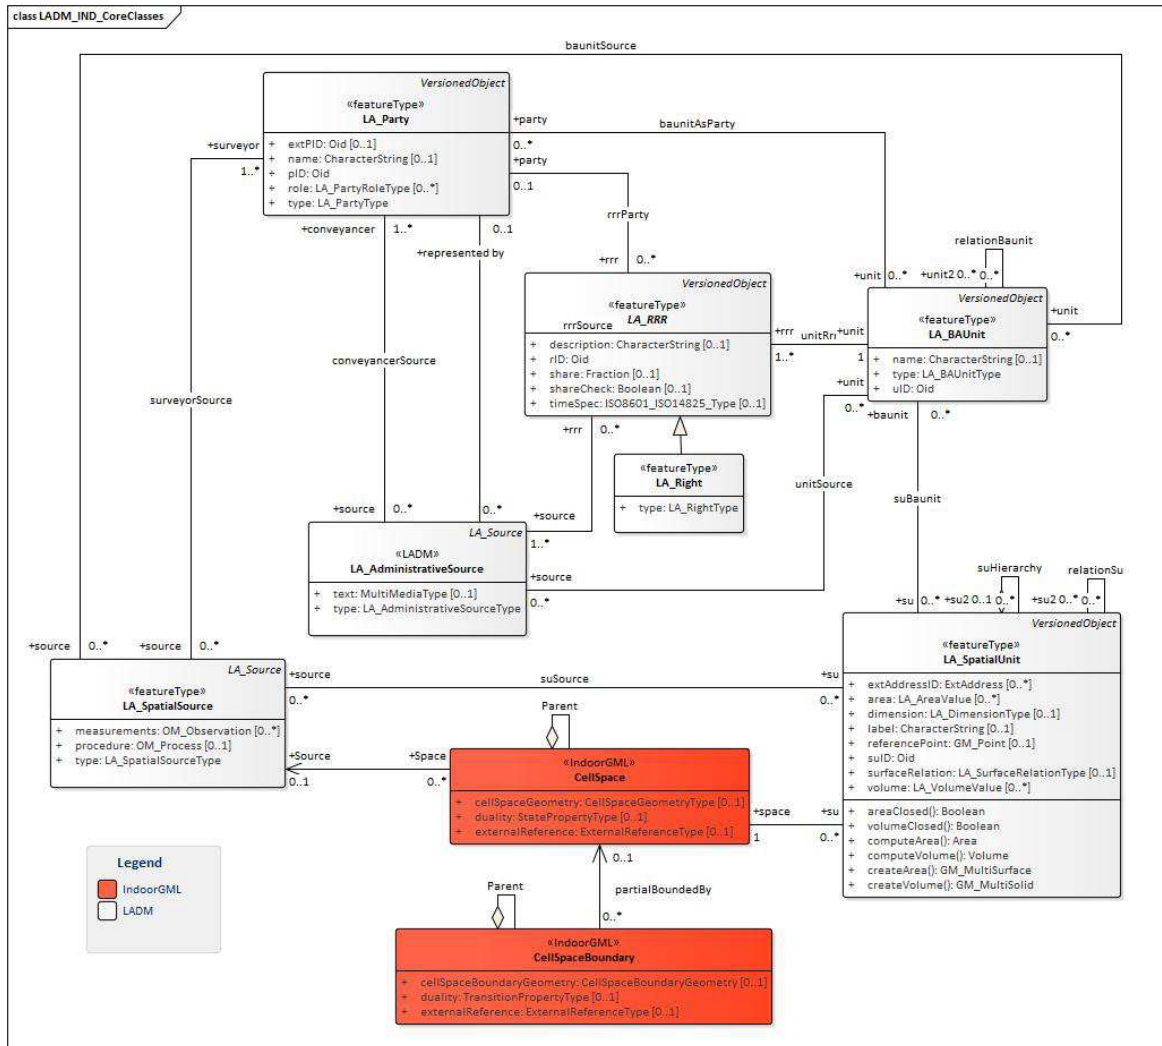 class LADM_IND_CoreClasses
baunitSource
VersionedObject
«featureType»
LA_Party
+ extPID: Oid [0..1]
+ name: CharacterString [0..1]
+ pID: Oid
+ role: LA_PartyRoleType [0..*]
+ type: LA_PartyType
+surveyor
1..*
+party
0..*
baunitAsParty
+party
0..1
rrrParty
+conveyancer
1..*
0..1
+represented by
relationBaunit
+rrr
0..*
+unit
0..*
+unit2 0..*
0..*
VersionedObject
«featureType»
LA_RRR
rrrSource
+ description: CharacterString [0..1]
+ rID: Oid
+ share: Fraction [0..1]
+ shareCheck: Boolean [0..1]
+ timeSpec: ISO8601_ISO14825_Type [0..1]
VersionedObject
«featureType»
LA_BAUnit
+ name: CharacterString [0..1]
+ type: LA_BAUnitType
+ uID: Oid
+unit
0..*
+rrr
unitRrr
+unit
1..*
1
conveyancerSource
surveyorSource
+unit
0..*
+baunit
0..*
+rrr
0..*
«featureType»
LA_Right
+ type: LA_RightType
unitSource
suBaunit
+source
0..*
0..*
+source
1..*
LA_Source
«LADM»
LA_AdministrativeSource
+ text: MultiMediaType [0..1]
+ type: LA_AdministrativeSourceType
+source
0..*
suHierarchy
relationSu
+su
0..*
+su2 0..1
0..*
+su2 0..*
0..*
+source
0..*
+source
0..*
LA_Source
«featureType»
LA_SpatialSource
+ measurements: OM_Observation [0..*]
+ procedure: OM_Process [0..1]
+ type: LA_SpatialSourceType
+source
0..*
suSource
+su
0..*
VersionedObject
«featureType»
LA_SpatialUnit
+ extAddressID: ExtAddress [0..*]
+ area: LA_AreaValue [0..*]
+ dimension: LA_DimensionType [0..1]
+ label: CharacterString [0..1]
+ referencePoint: GM_Point [0..1]
+ suID: Oid
+ surfaceRelation: LA_SurfaceRelationType [0..1]
+ volume: LA_VolumeValue [0..*]
+ areaClosed(): Boolean
+ volumeClosed(): Boolean
+ computeArea(): Area
+ computeVolume(): Volume
+ createArea(): GM_MultiSurface
+ createVolume(): GM_MultiSolid
Parent
+Source
0..1
+Space
0..*
«IndoorGML»
CellSpace
+ cellSpaceGeometry: CellSpaceGeometryType [0..1]
+ duality: StatePropertyType [0..1]
+ externalReference: ExternalReferenceType [0..1]
+space
1
+su
0..*
0..1
partialBoundedBy
0..*
Parent
«IndoorGML»
CellSpaceBoundary
+ cellSpaceBoundaryGeometry: CellSpaceBoundaryGeometry [0..1]
+ duality: TransitionPropertyType [0..1]
+ externalReference: ExternalReferenceType [0..1]
Legend
IndoorGML
LADM